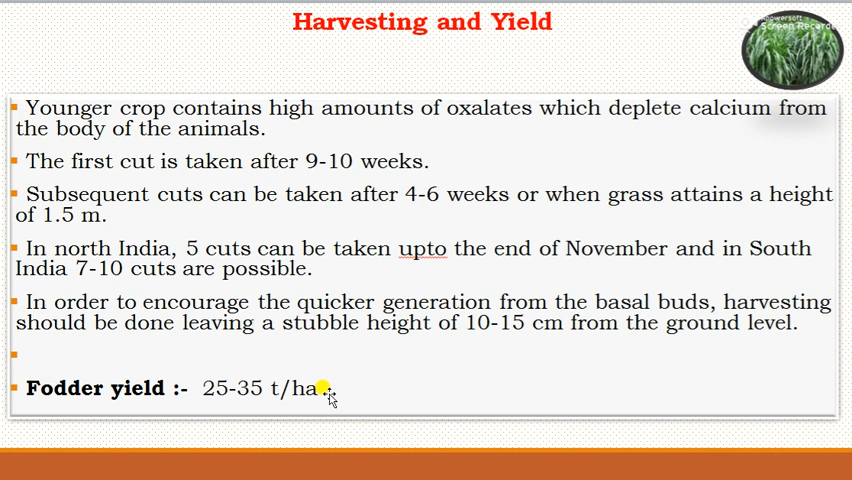 Harvesting and Yield
Apowersoft
Screen Recorder
Younger crop contains high amounts of oxalates which deplete calcium from
the body of the animals.
The first cut is taken after 9-10 weeks.
Subsequent cuts can be taken after 4-6 weeks or when grass attains a height
of 1.5 m.
In north India, 5 cuts can be taken upto the end of November and in South
India 7-10 cuts are possible.
In order to encourage the quicker generation from the basal buds, harvesting
should be done leaving a stubble height of 10-15 cm from the ground level.
Fodder yield :- 25-35 t/ha